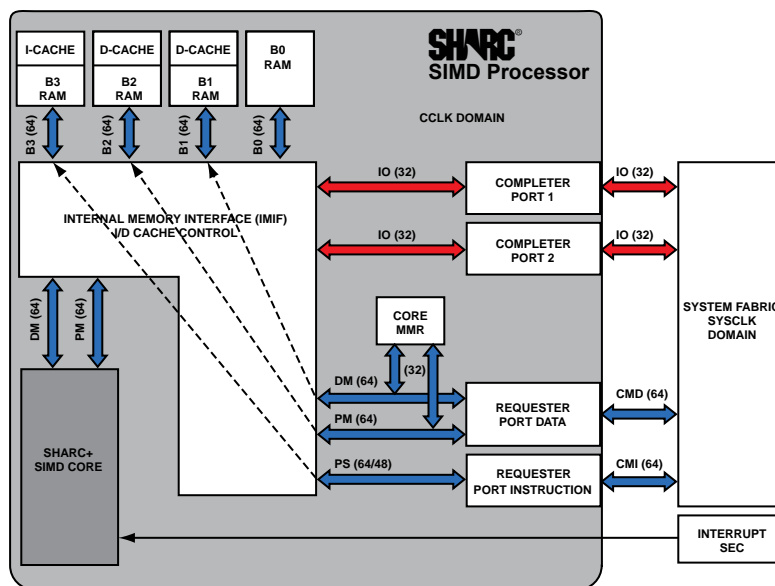 SHARC®
SIMD Processor
I-CACHE
D-CACHE
D-CACHE
B0
RAM
B3
RAM
B2
RAM
B1
RAM
B3 (64)
B2 (64)
B1 (64)
B0 (64)
CCLK DOMAIN
INTERNAL MEMORY INTERFACE (IMIF)
I/D CACHE CONTROL
IO (32)
COMPLETER
PORT 1
IO (32)
IO (32)
COMPLETER
PORT 2
IO (32)
SYSTEM FABRIC
SYSCLK
DOMAIN
DM (64)
PM (64)
CORE
MMR
(32)
DM (64)
PM (64)
REQUESTER
PORT DATA
CMD (64)
PS (64/48)
REQUESTER
PORT INSTRUCTION
CMI (64)
SHARC+
SIMD CORE
INTERRUPT
SEC